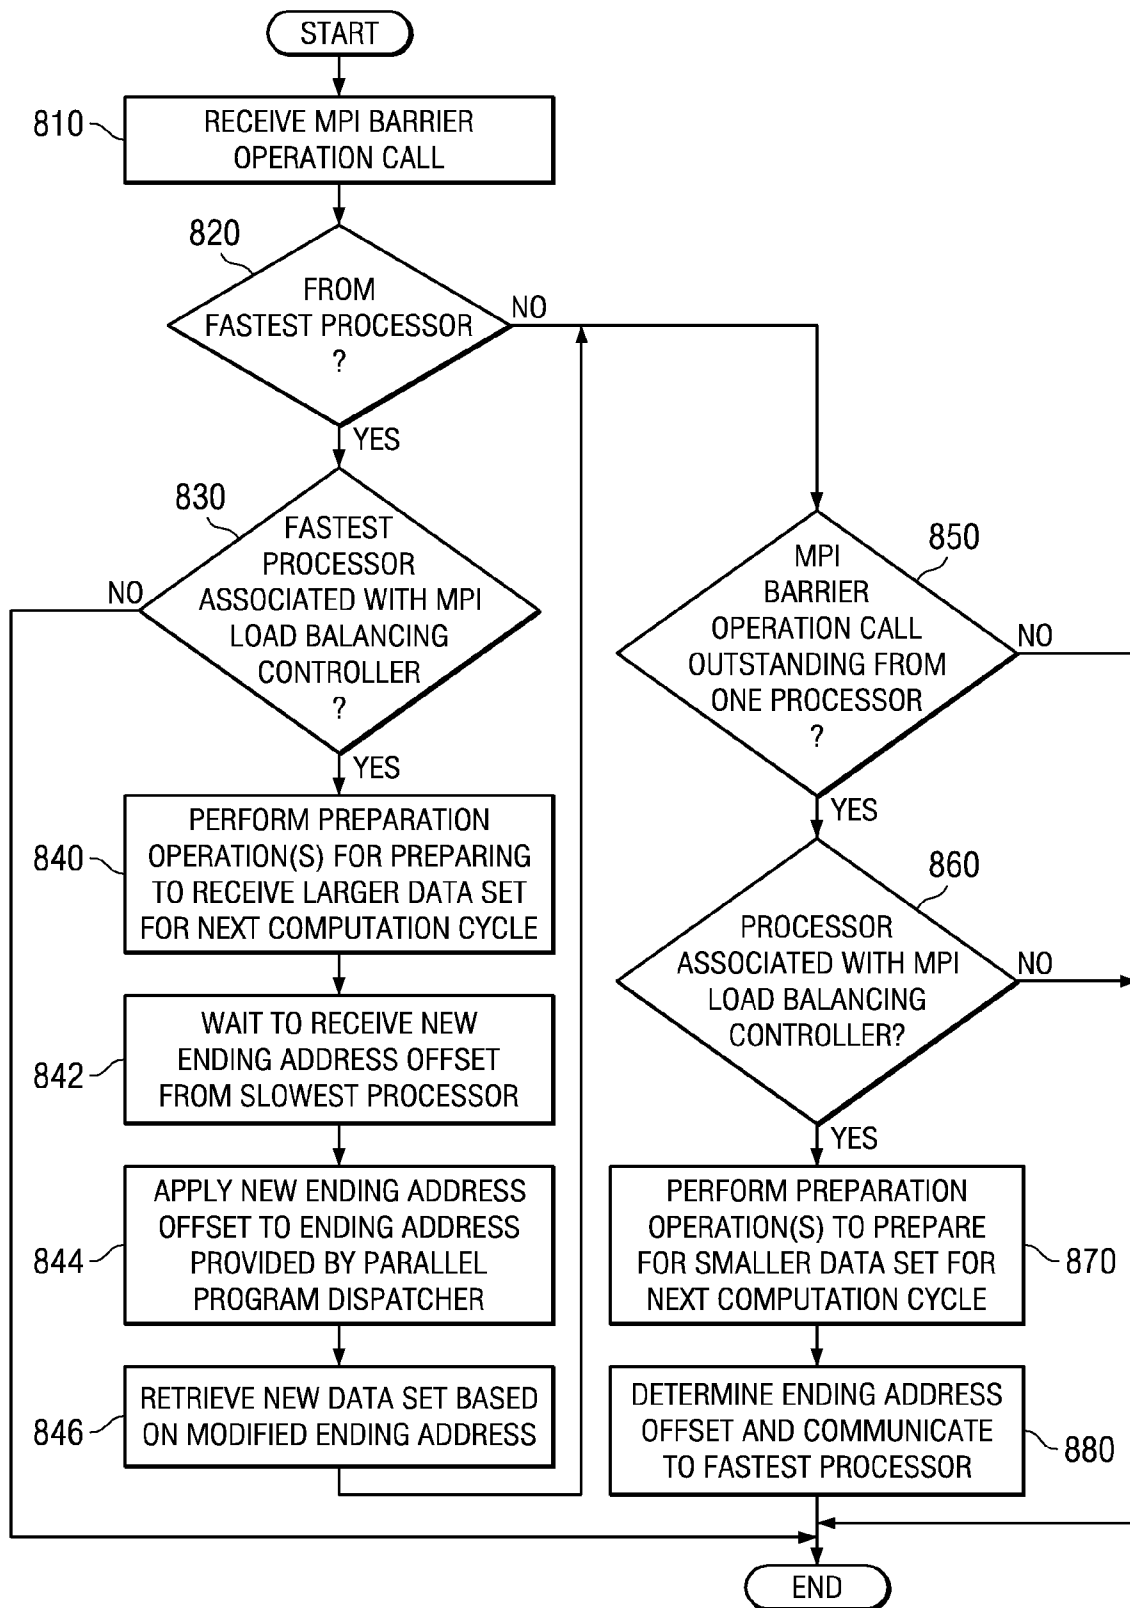 START
810
RECEIVE MPI BARRIER
OPERATION CALL
820
FROM
FASTEST PROCESSOR
?
NO
YES
830
FASTEST
PROCESSOR
ASSOCIATED WITH MPI
LOAD BALANCING
CONTROLLER
?
NO
YES
840
PERFORM PREPARATION
OPERATION(S) FOR PREPARING
TO RECEIVE LARGER DATA SET
FOR NEXT COMPUTATION CYCLE
842
WAIT TO RECEIVE NEW
ENDING ADDRESS OFFSET
FROM SLOWEST PROCESSOR
844
APPLY NEW ENDING ADDRESS
OFFSET TO ENDING ADDRESS
PROVIDED BY PARALLEL
PROGRAM DISPATCHER
846
RETRIEVE NEW DATA SET BASED
ON MODIFIED ENDING ADDRESS
850
MPI
BARRIER
OPERATION CALL
OUTSTANDING FROM
ONE PROCESSOR
?
NO
YES
860
PROCESSOR
ASSOCIATED WITH MPI
LOAD BALANCING
CONTROLLER?
NO
YES
PERFORM PREPARATION
OPERATION(S) TO PREPARE
FOR SMALLER DATA SET FOR
NEXT COMPUTATION CYCLE
870
DETERMINE ENDING ADDRESS
OFFSET AND COMMUNICATE
TO FASTEST PROCESSOR
880
END